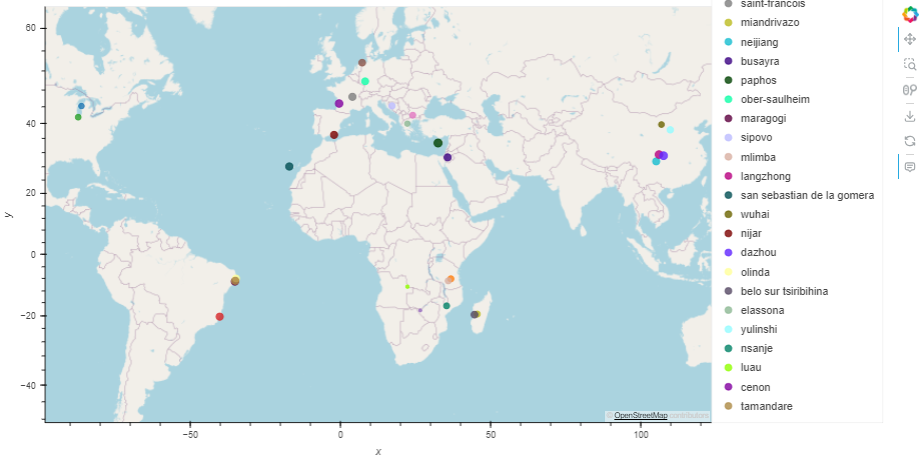 60
40
20
0
−20
−40
y
−50
0
50
100
x
OpenStreetMap contributors
saint-francois
miandrivazo
neijiang
busayra
paphos
ober-saulheim
maragogi
sipovo
mlimba
langzhong
san sebastian de la gomera
wuhai
nijar
dazhou
olinda
belo sur tsiribihina
elassona
yulinshi
nsanje
luau
cenon
tamandare